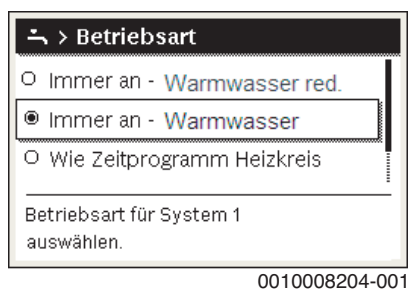 > Betriebsart
Immer an - Warmwasser red.
Immer an - Warmwasser
Wie Zeitprogramm Heizkreis
Betriebsart für System 1
auswählen.
0010008204-001